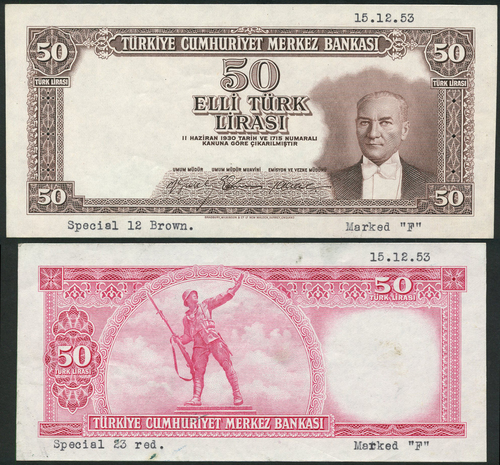 15.12.53
50 TÜRKİYE CUMHURİYET MERKEZ BANKASI 50
TÜRK LİRASI TÜRK LİRASI
50
ELLİ TÜRK
LİRASI
11 HAZİRAN 1930 TARİH VE 1715 NUMARALI
KANUNA GÖRE ÇIKARILMIŞTIR
UMUM MÜDÜR UMUM MÜDÜR MUAVİNİ EMİSYON VE VEZNE MÜDÜRÜ
50 50
Special 12 Brown. Marked "F"
15.12.53
50
TÜRK LİRASI
50
TÜRK LİRASI
TÜRKİYE CUMHURİYET MERKEZ BANKASI
Special 23 red. Marked "F"